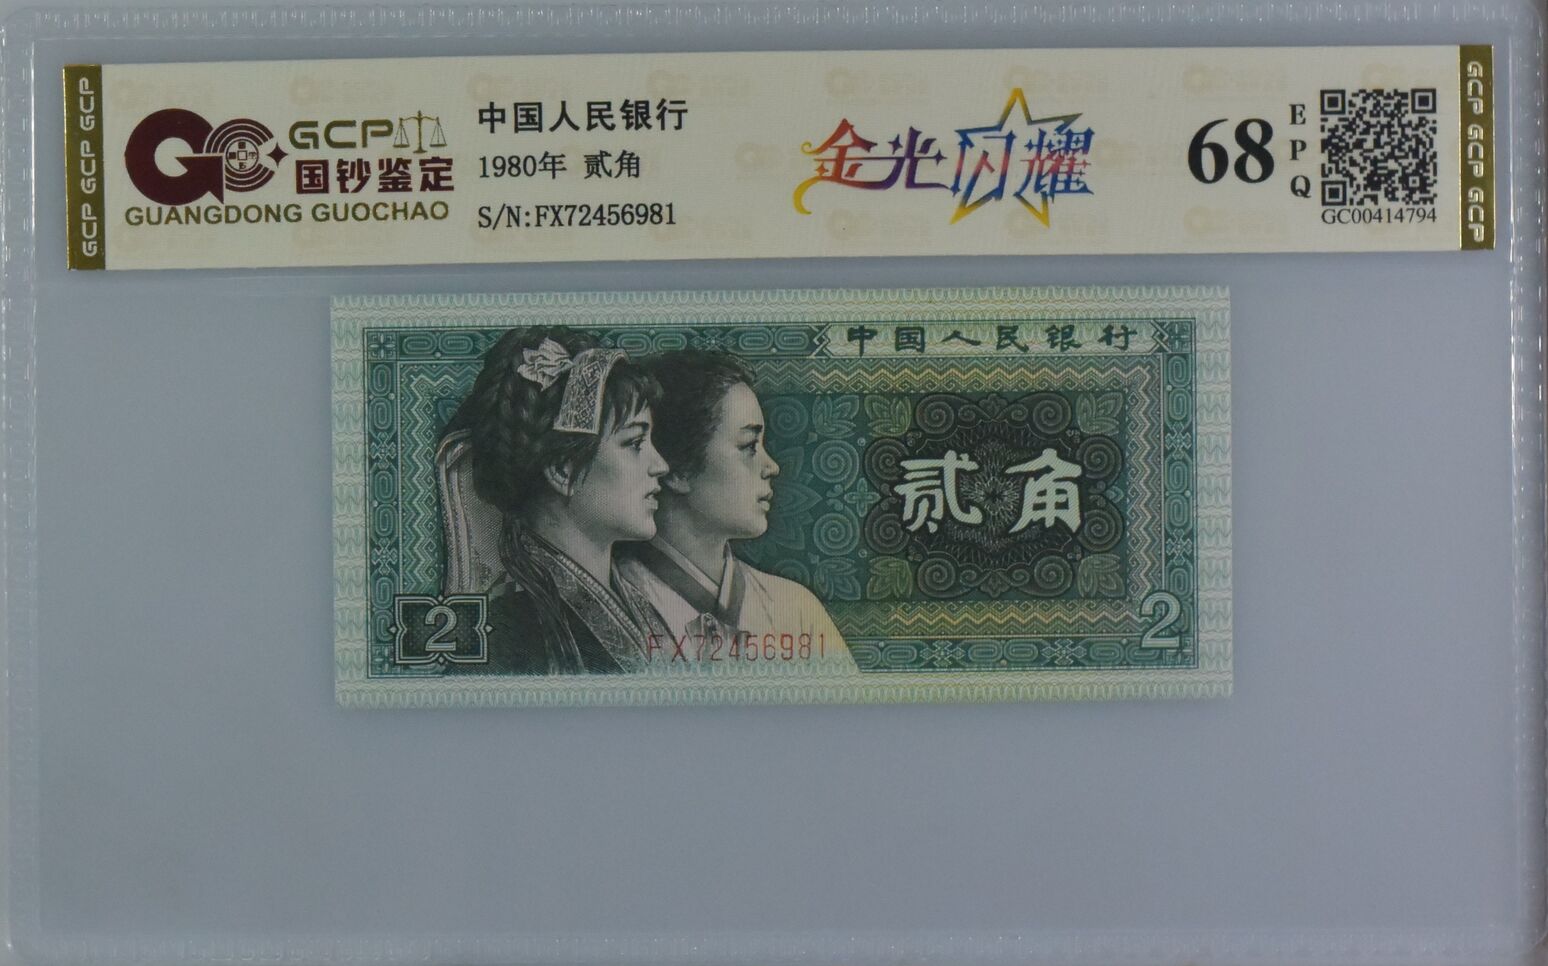 GCP GCP GCP
GCP
国钞鉴定
GUANGDONG GUOCHAO
中国人民银行
1980年 贰角
S/N:FX72456981
金光闪耀
68
EPQ
GC00414794
GCP GCP GCP
中国人民银行
贰角
2
FX72456981
2